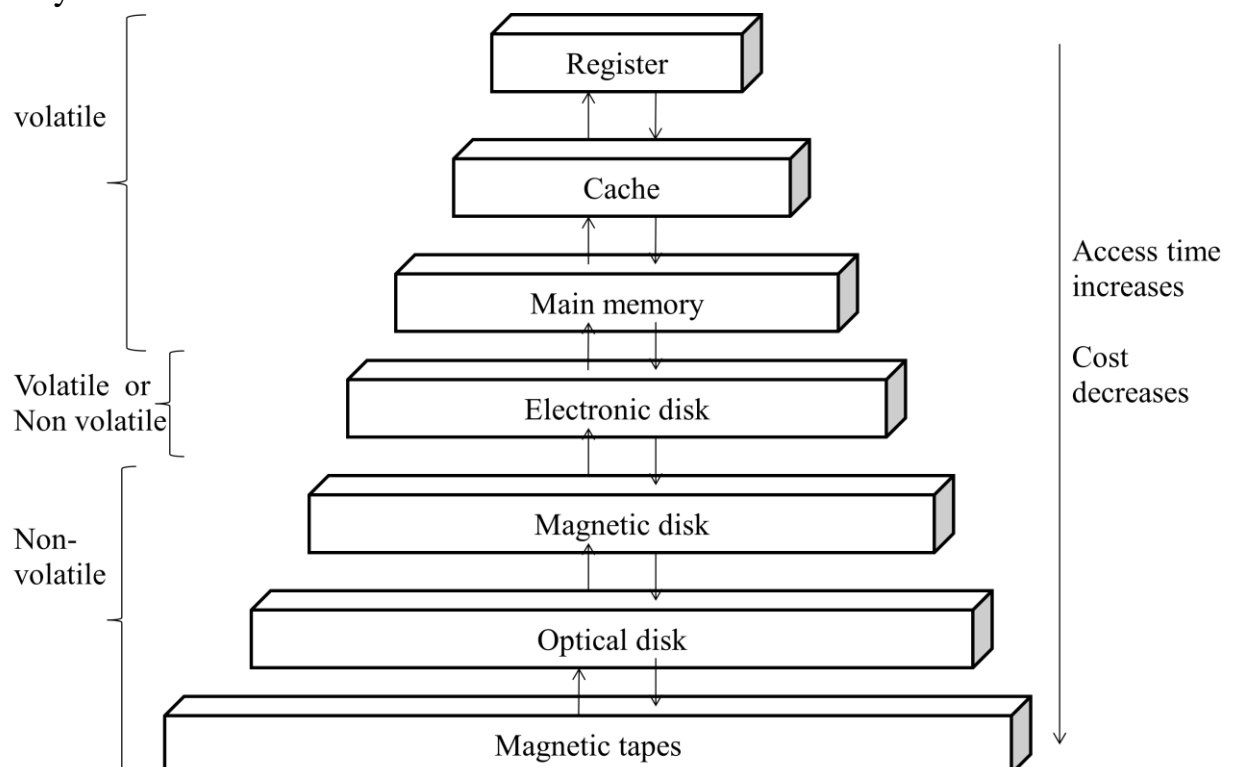 Register
volatile
Cache
Access time
increases
Main memory
Cost
decreases
Volatile or
Non volatile
Electronic disk
Magnetic disk
Non-
volatile
Optical disk
Magnetic tapes